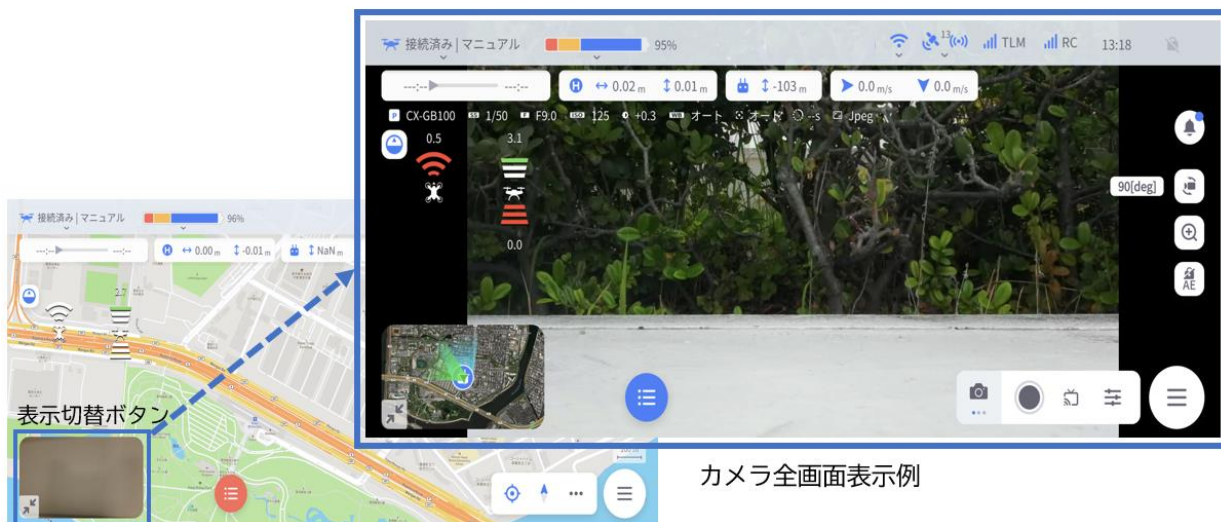 接続済み | マニュアル 95% 13 TLM RC 13:18
---:-- ---:-- H ↔ 0.02 m ↕ 0.01 m ↕ -103 m 0.0 m/s 0.0 m/s
P CX-GB100 SS 1/50 F F9.0 ISO 125 +0.3 WB オート オート --s Jpeg
0.5 3.1
90[deg]
0.0
AE
接続済み | マニュアル 96%
---:-- ---:-- H ↔ 0.00 m ↕ -0.01 m ↕ NaN m
2.7
表示切替ボタン
カメラ全画面表示例